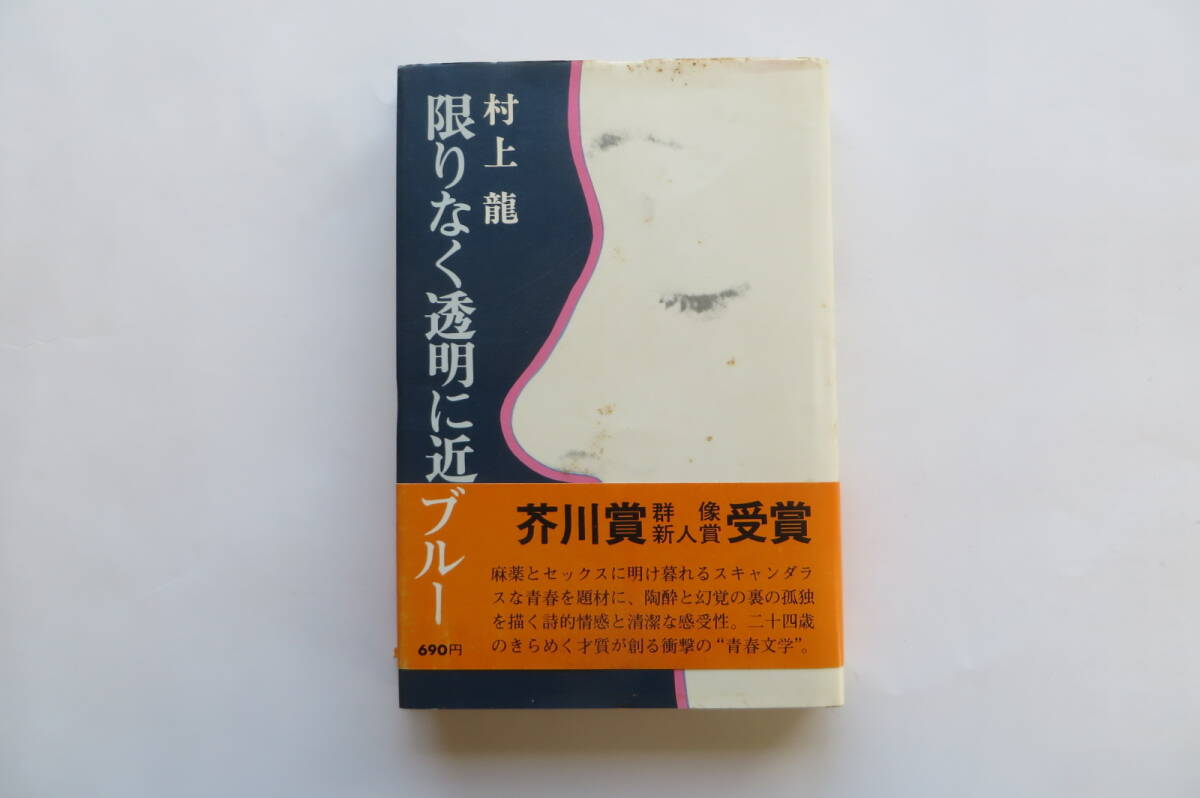 村上龍
限りなく透明に近ブルー
芥川賞 群像新人賞 受賞
麻薬とセックスに明け暮れるスキャンダラ
スな青春を題材に、陶酔と幻覚の裏の孤独
を描く詩的情感と清潔な感受性。二十四歳
のきらめく才質が創る衝撃の“青春文学”。
690円